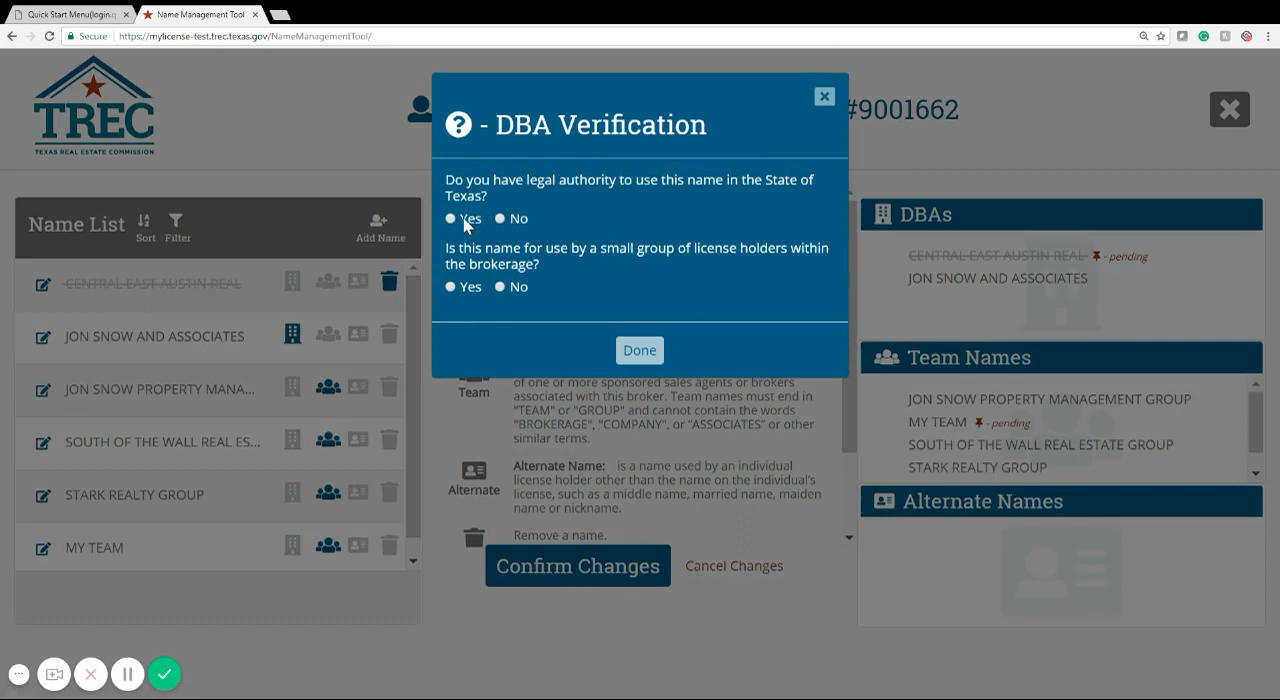 Quick Start Menu(login.q
Name Management Tool
Secure
https://mylicense-test.trec.texas.gov/NameManagementTool/
TREC
TEXAS REAL ESTATE COMMISSION
#9001662
? - DBA Verification
Do you have legal authority to use this name in the State of
Texas?
Yes No
Is this name for use by a small group of license holders within
the brokerage?
Yes No
Done
Name List
Sort
Filter
Add Name
CENTRAL EAST AUSTIN REAL
JON SNOW AND ASSOCIATES
JON SNOW PROPERTY MANA...
SOUTH OF THE WALL REAL ES...
STARK REALTY GROUP
MY TEAM
Team
of one or more sponsored sales agents or brokers
associated with this broker. Team names must end in
"TEAM" or "GROUP" and cannot contain the words
"BROKERAGE", "COMPANY", or "ASSOCIATES" or other
similar terms.
Alternate
Alternate Name: is a name used by an individual
license holder other than the name on the individual's
license, such as a middle name, married name, maiden
name or nickname.
Remove a name.
Confirm Changes
Cancel Changes
DBAs
CENTRAL EAST AUSTIN REAL - pending
JON SNOW AND ASSOCIATES
Team Names
JON SNOW PROPERTY MANAGEMENT GROUP
MY TEAM - pending
SOUTH OF THE WALL REAL ESTATE GROUP
STARK REALTY GROUP
Alternate Names